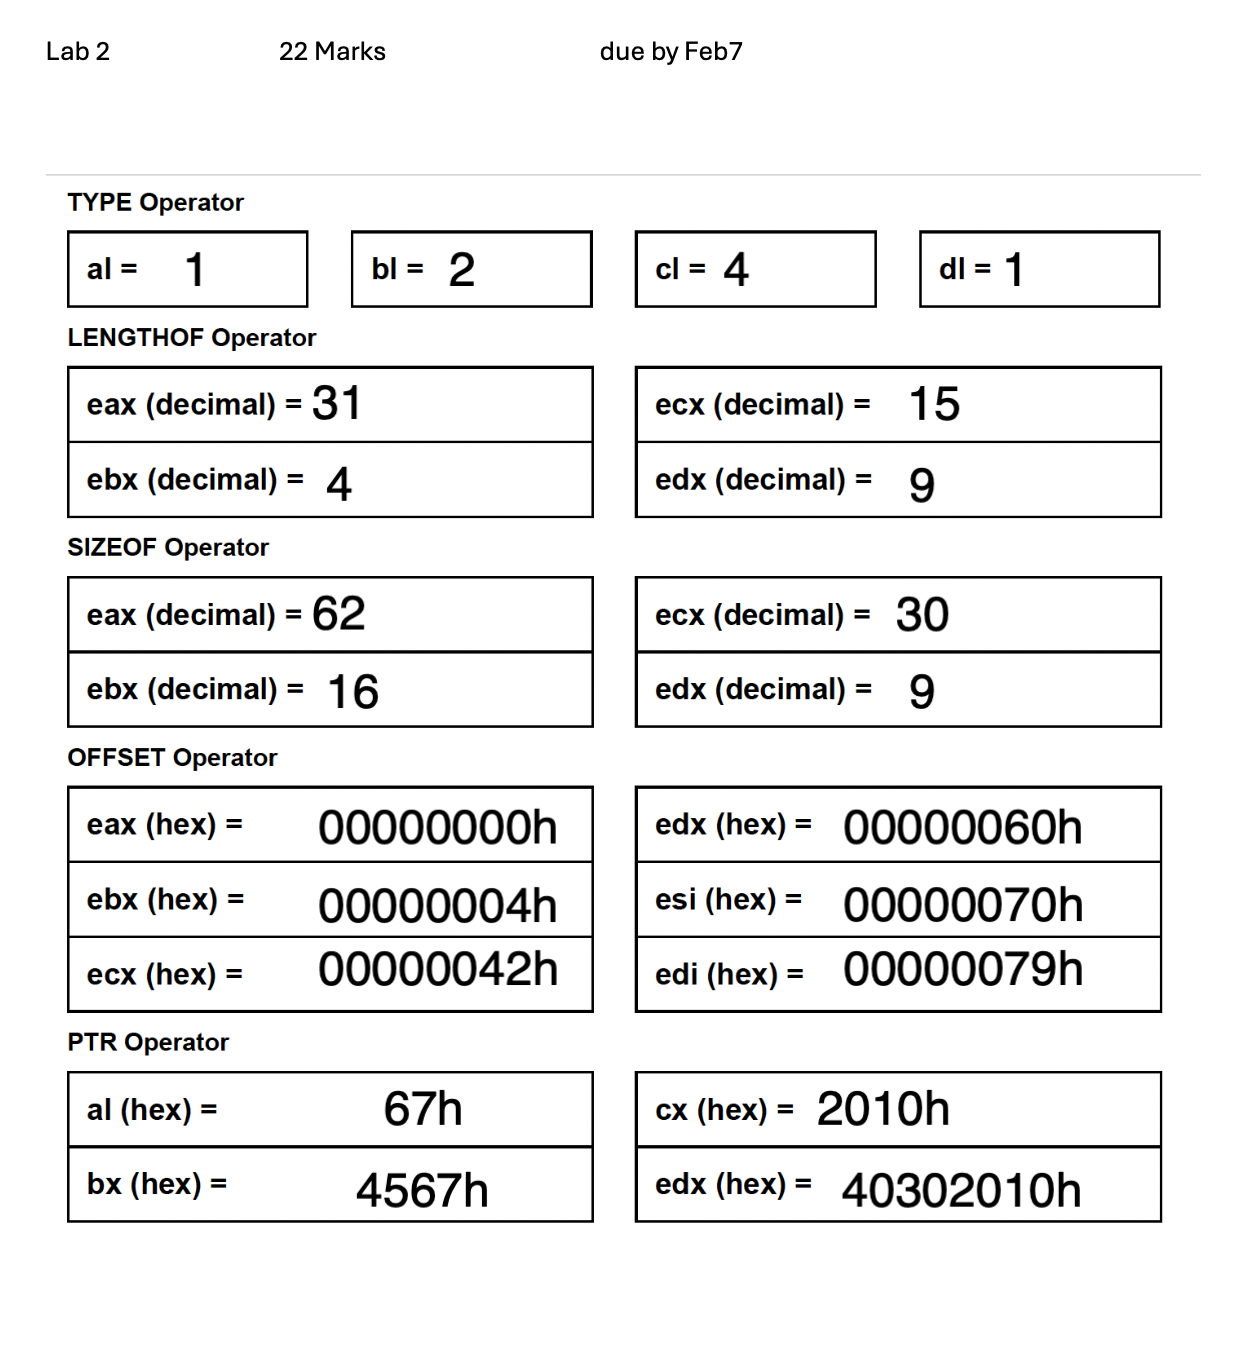 Lab 2 22 Marks due by Feb7
TYPE Operator
al = 1 bl = 2 cl = 4 dl = 1
LENGTHOF Operator
eax (decimal) = 31 ecx (decimal) = 15
ebx (decimal) = 4 edx (decimal) = 9
SIZEOF Operator
eax (decimal) = 62 ecx (decimal) = 30
ebx (decimal) = 16 edx (decimal) = 9
OFFSET Operator
eax (hex) = 00000000h edx (hex) = 00000060h
ebx (hex) = 00000004h esi (hex) = 00000070h
ecx (hex) = 00000042h edi (hex) = 00000079h
PTR Operator
al (hex) = 67h cx (hex) = 2010h
bx (hex) = 4567h edx (hex) = 40302010h